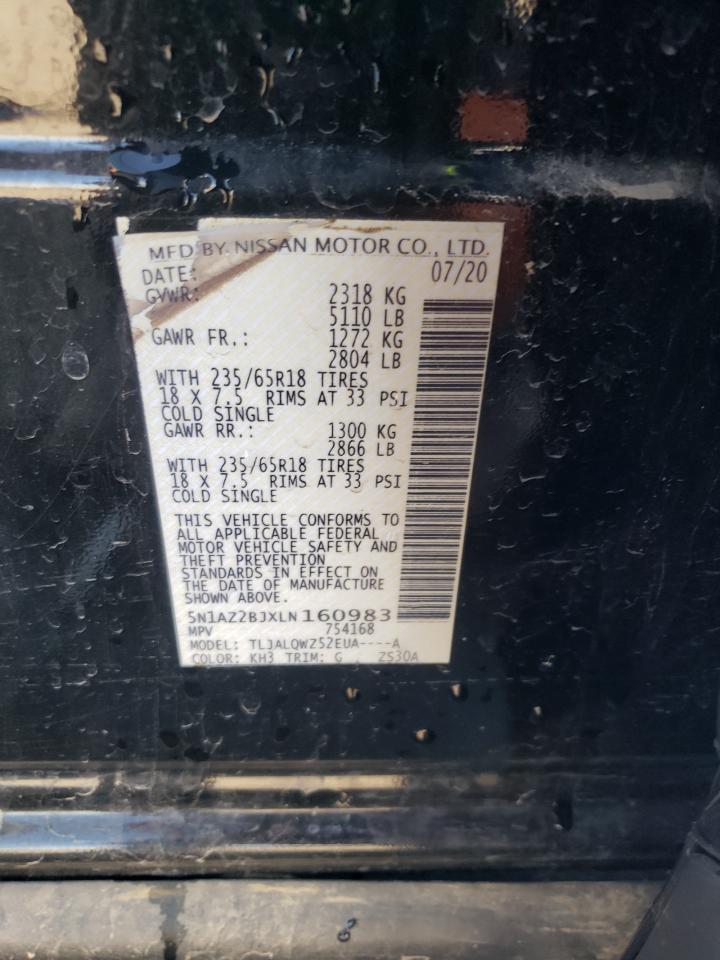 MFD BY NISSAN MOTOR CO., LTD.
DATE: 07/20
GVWR: 2318 KG
5110 LB
GAWR FR.: 1272 KG
2804 LB
WITH 235/65R18 TIRES
18 X 7.5 RIMS AT 33 PSI
COLD SINGLE
GAWR RR.: 1300 KG
2866 LB
WITH 235/65R18 TIRES
18 X 7.5 RIMS AT 33 PSI
COLD SINGLE
THIS VEHICLE CONFORMS TO
ALL APPLICABLE FEDERAL
MOTOR VEHICLE SAFETY AND
THEFT PREVENTION
STANDARDS IN EFFECT ON
THE DATE OF MANUFACTURE
SHOWN ABOVE.
5N1AZ2BJXLN160983
MPV 754168
MODEL: TLJALQWZ52EUA----A
COLOR: KH3 TRIM: G ZS30A